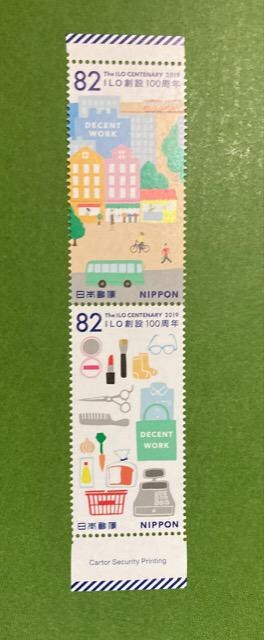 82 The ILO CENTENARY 2019
ILO創設100周年
DECENT
WORK
日本郵便 NIPPON
82 The ILO CENTENARY 2019
ILO創設100周年
DECENT
WORK
日本郵便 NIPPON
Cartor Security Printing